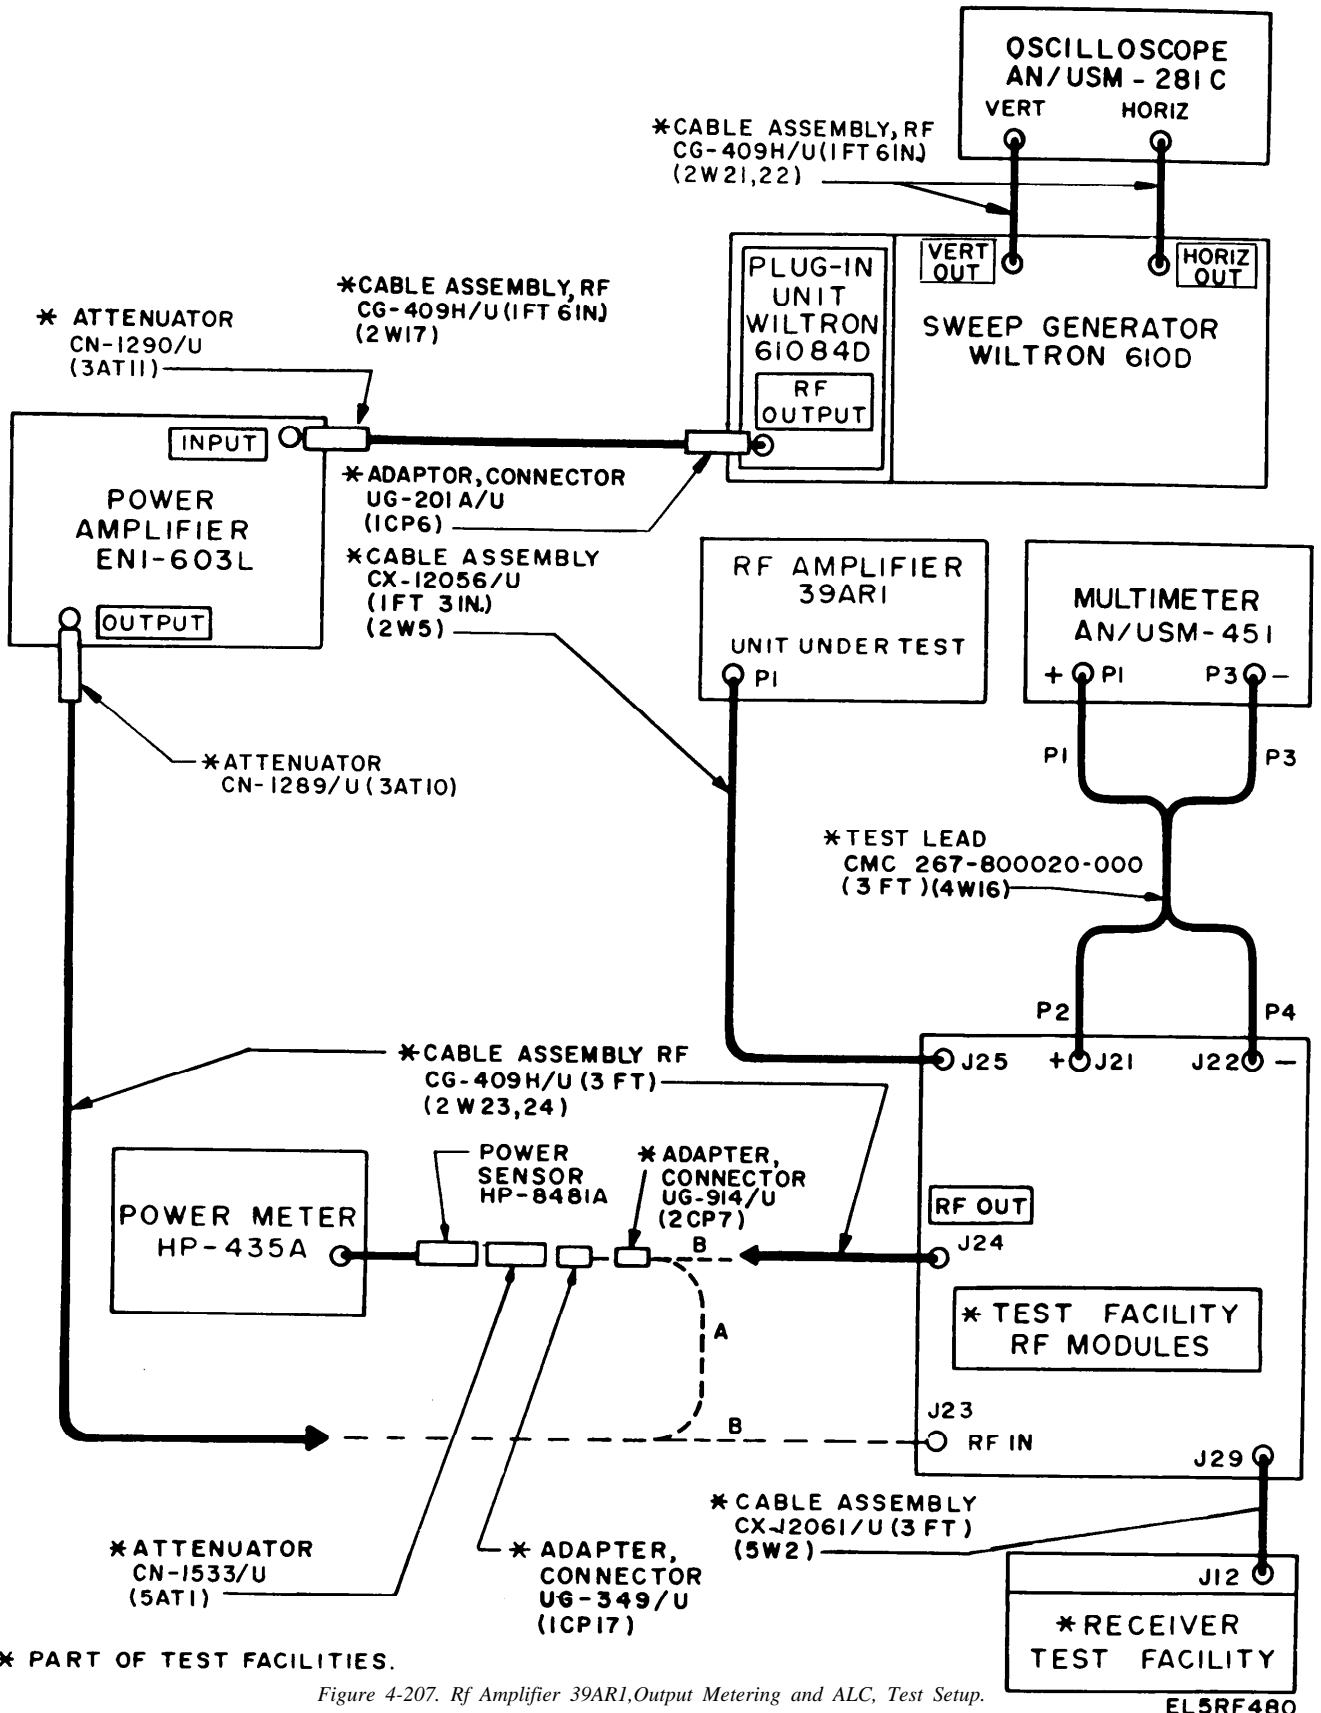 OSCILLOSCOPE
AN/USM-281C
VERT
HORIZ
*CABLE ASSEMBLY, RF
CG-409H/U(1FT 6IN.)
(2W21,22)
VERT
OUT
HORIZ
OUT
PLUG-IN
UNIT
WILTRON
61084D
RF
OUTPUT
SWEEP GENERATOR
WILTRON 610D
*CABLE ASSEMBLY, RF
CG-409H/U(1FT 6IN.)
(2W17)
* ATTENUATOR
CN-1290/U
(3AT11)
INPUT
POWER
AMPLIFIER
ENI-603L
OUTPUT
*ADAPTOR, CONNECTOR
UG-201A/U
(1CP6)
*CABLE ASSEMBLY
CX-12056/U
(1FT 3IN.)
(2W5)
RF AMPLIFIER
39AR1
UNIT UNDER TEST
P1
MULTIMETER
AN/USM-451
+ P1
P3 -
P1
P3
*ATTENUATOR
CN-1289/U(3AT10)
*TEST LEAD
CMC 267-800020-000
(3 FT)(4W16)
P2
P4
J25
+ J21
J22 -
*CABLE ASSEMBLY RF
CG-409H/U(3 FT)
(2W23,24)
POWER
SENSOR
HP-8481A
* ADAPTER,
CONNECTOR
UG-914/U
(2CP7)
POWER METER
HP-435A
B
A
B
RF OUT
J24
* TEST FACILITY
RF MODULES
J23
RF IN
J29
*CABLE ASSEMBLY
CX-12061/U(3 FT)
(5W2)
*ATTENUATOR
CN-1533/U
(5AT1)
* ADAPTER,
CONNECTOR
UG-349/U
(1CP17)
J12
*RECEIVER
TEST FACILITY
* PART OF TEST FACILITIES.
Figure 4-207. Rf Amplifier 39AR1,Output Metering and ALC, Test Setup.
EL5RF480